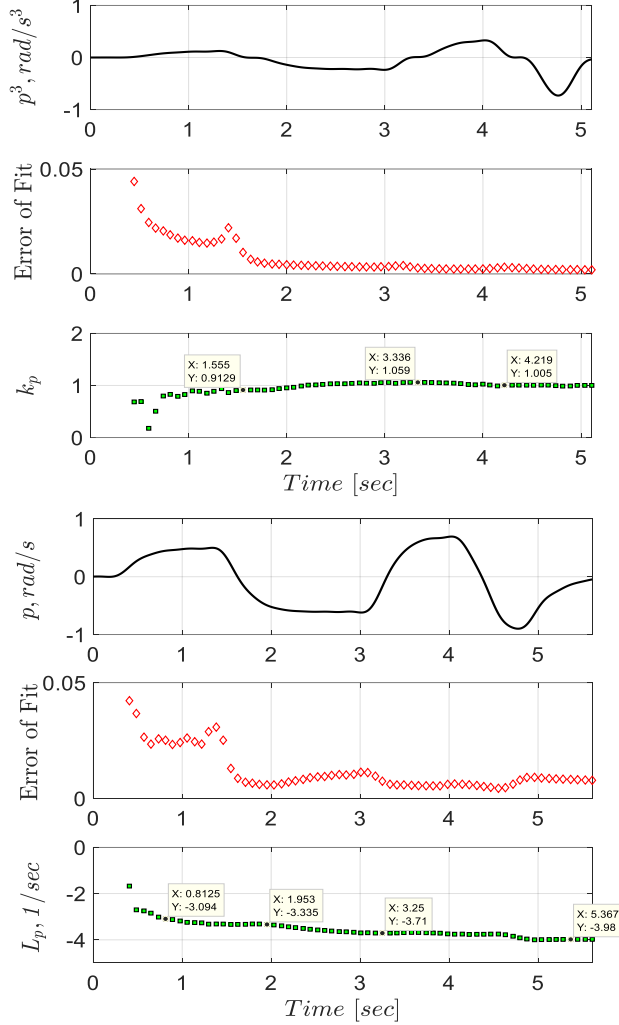 1
0
-1
p^3, rad/s^3
0 1 2 3 4 5
0.05
0
Error of Fit
0 1 2 3 4 5
2
1
0
k_p
X: 1.555
Y: 0.9129
X: 3.336
Y: 1.059
X: 4.219
Y: 1.005
0 1 2 3 4 5
Time [sec]
1
0
-1
p, rad/s
0 1 2 3 4 5
0.05
0
Error of Fit
0 1 2 3 4 5
0
-2
-4
L_p, 1/sec
X: 0.8125
Y: -3.094
X: 1.953
Y: -3.335
X: 3.25
Y: -3.71
X: 5.367
Y: -3.98
0 1 2 3 4 5
Time [sec]